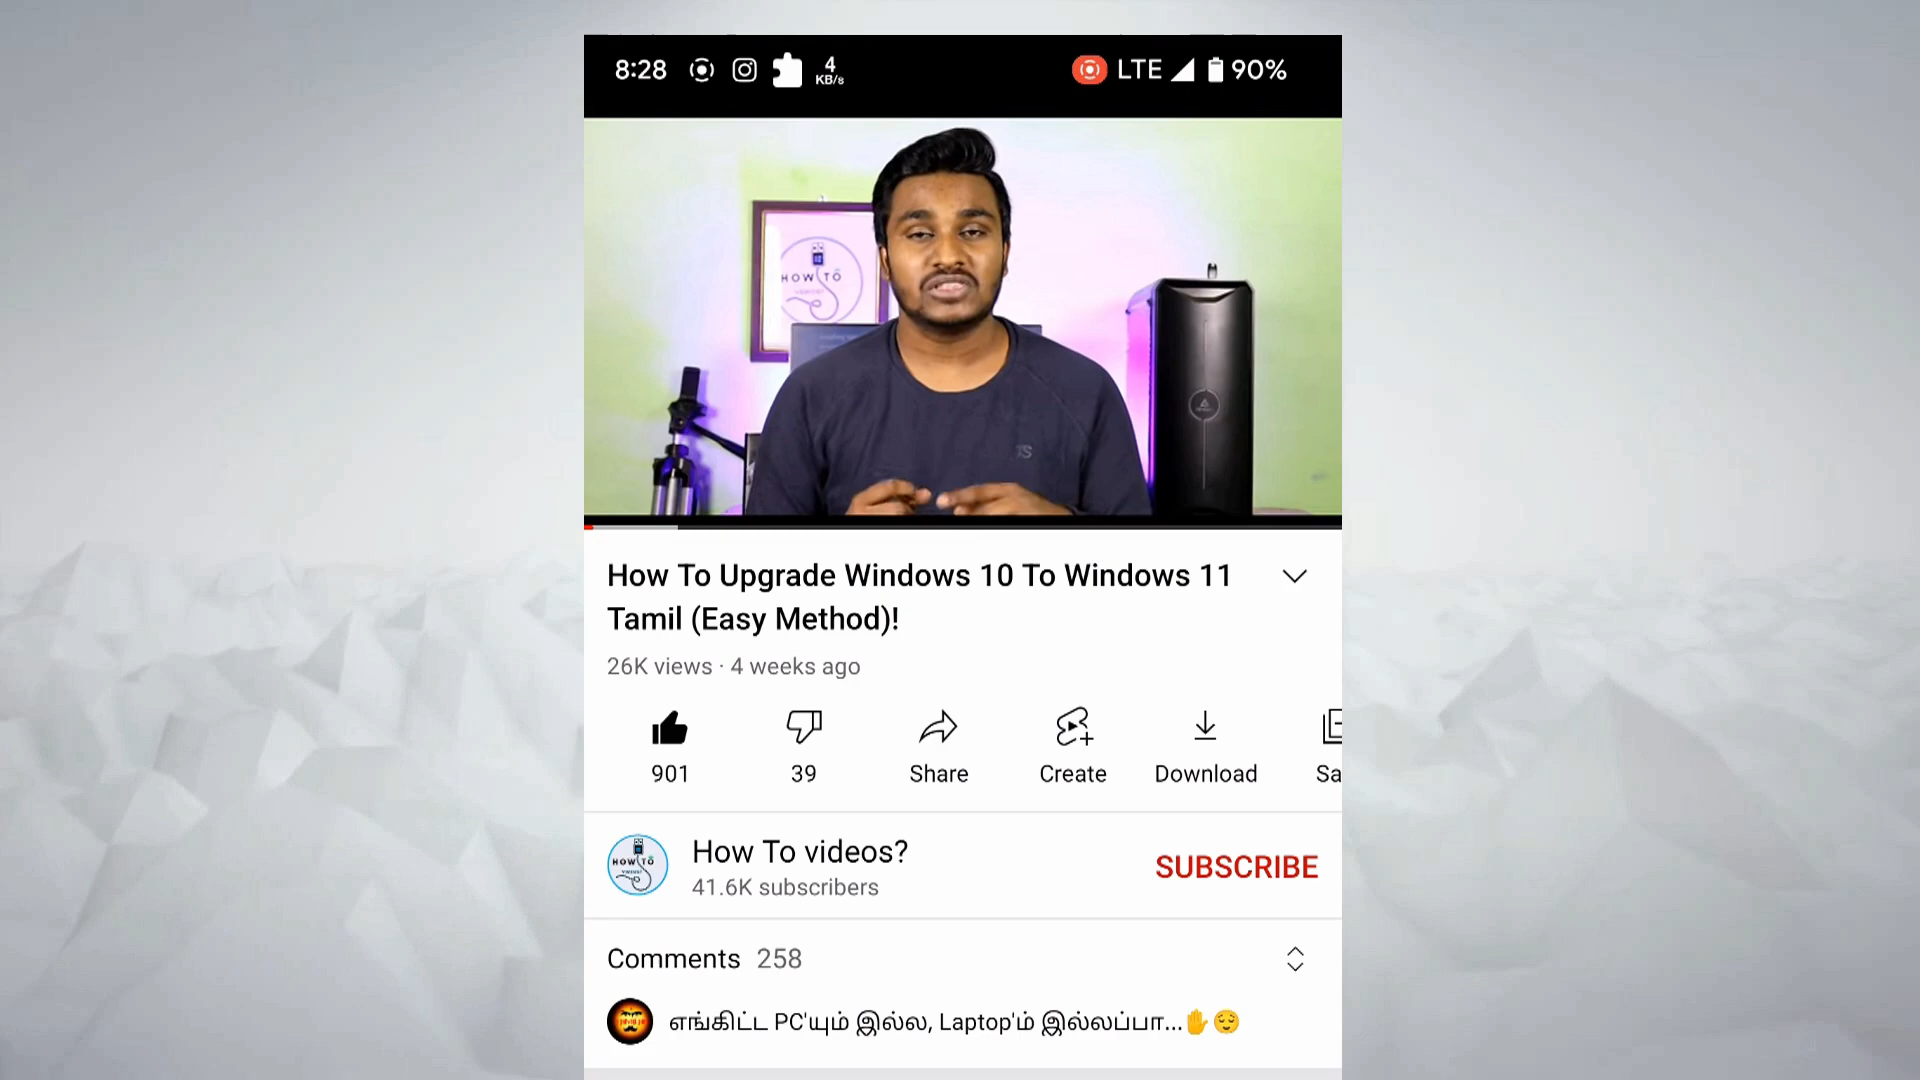 8:28 4 KB/s LTE 90%
HOW TO
How To Upgrade Windows 10 To Windows 11
Tamil (Easy Method)!
26K views · 4 weeks ago
901 39 Share Create Download Sa
HOW TO
How To videos?
41.6K subscribers
SUBSCRIBE
Comments 258
எங்கிட்ட PC'யும் இல்ல, Laptop'ம் இல்லப்பா...✋😌